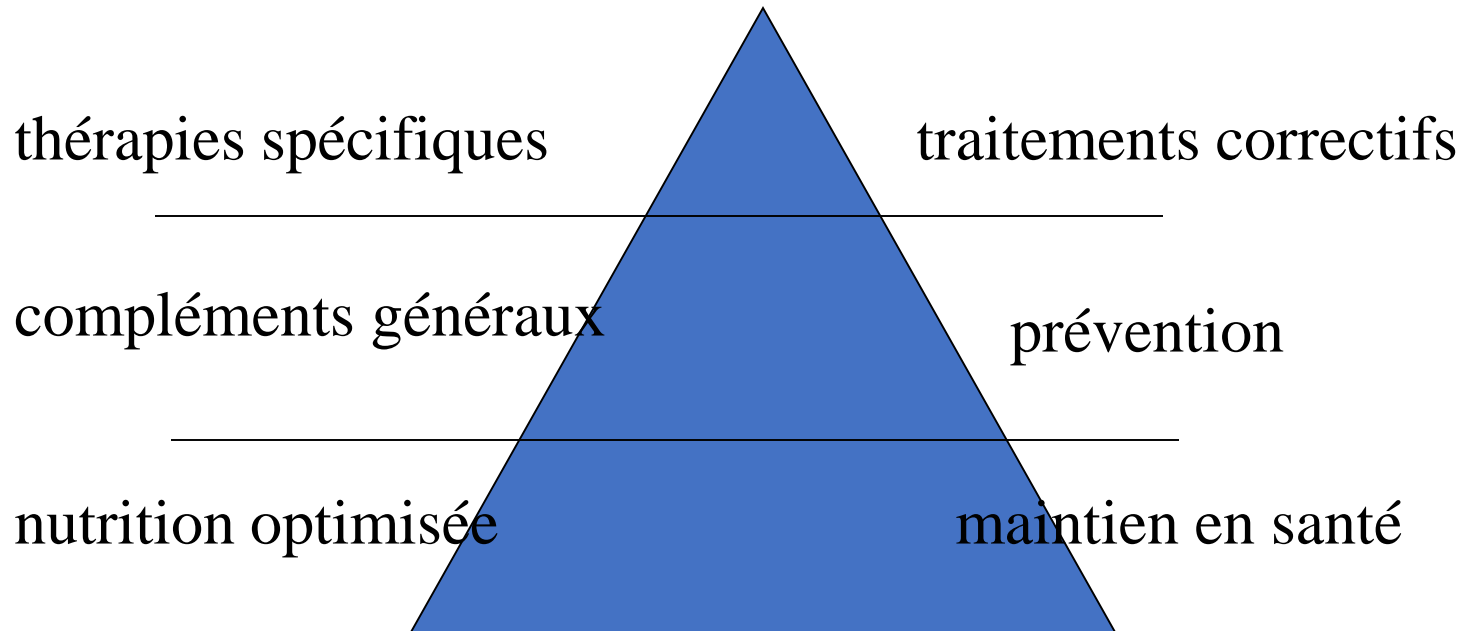 thérapies spécifiques
traitements correctifs
compléments généraux
prévention
nutrition optimisée
maintien en santé